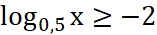 log₀,₅ x ≥ −2